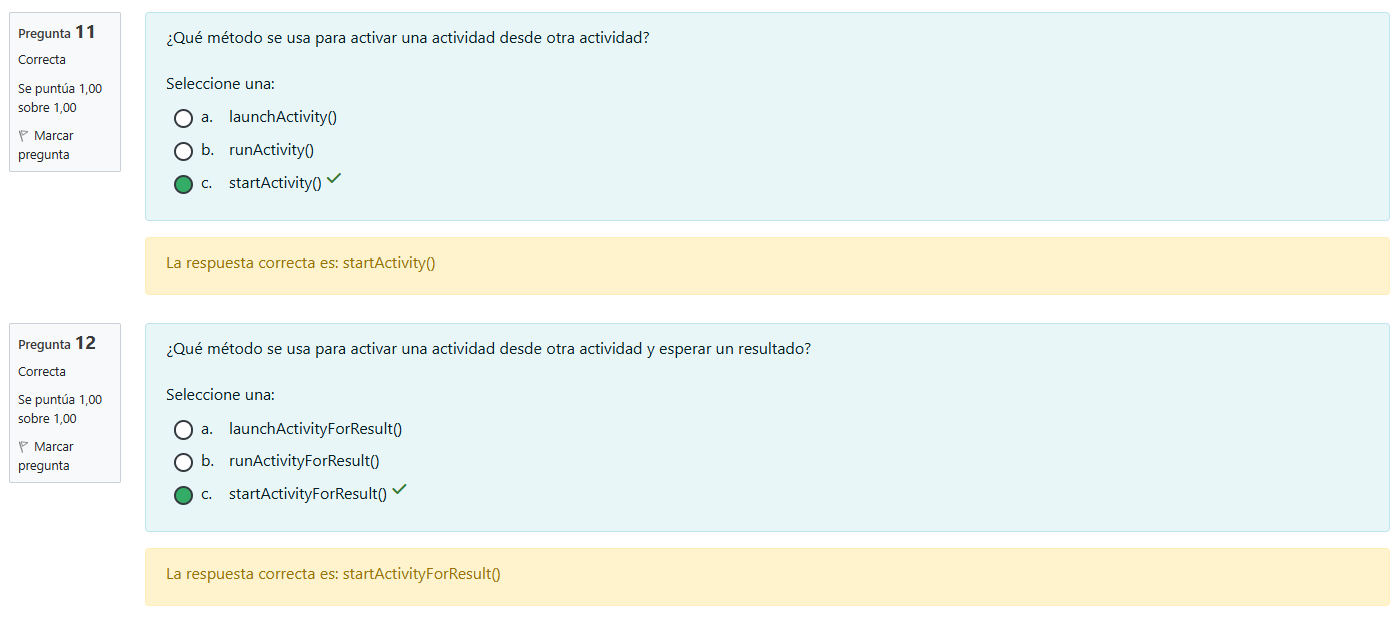 Pregunta 11
Correcta
Se puntúa 1,00
sobre 1,00
Marcar
pregunta
¿Qué método se usa para activar una actividad desde otra actividad?
Seleccione una:
a. launchActivity()
b. runActivity()
c. startActivity()
La respuesta correcta es: startActivity()
Pregunta 12
Correcta
Se puntúa 1,00
sobre 1,00
Marcar
pregunta
¿Qué método se usa para activar una actividad desde otra actividad y esperar un resultado?
Seleccione una:
a. launchActivityForResult()
b. runActivityForResult()
c. startActivityForResult()
La respuesta correcta es: startActivityForResult()